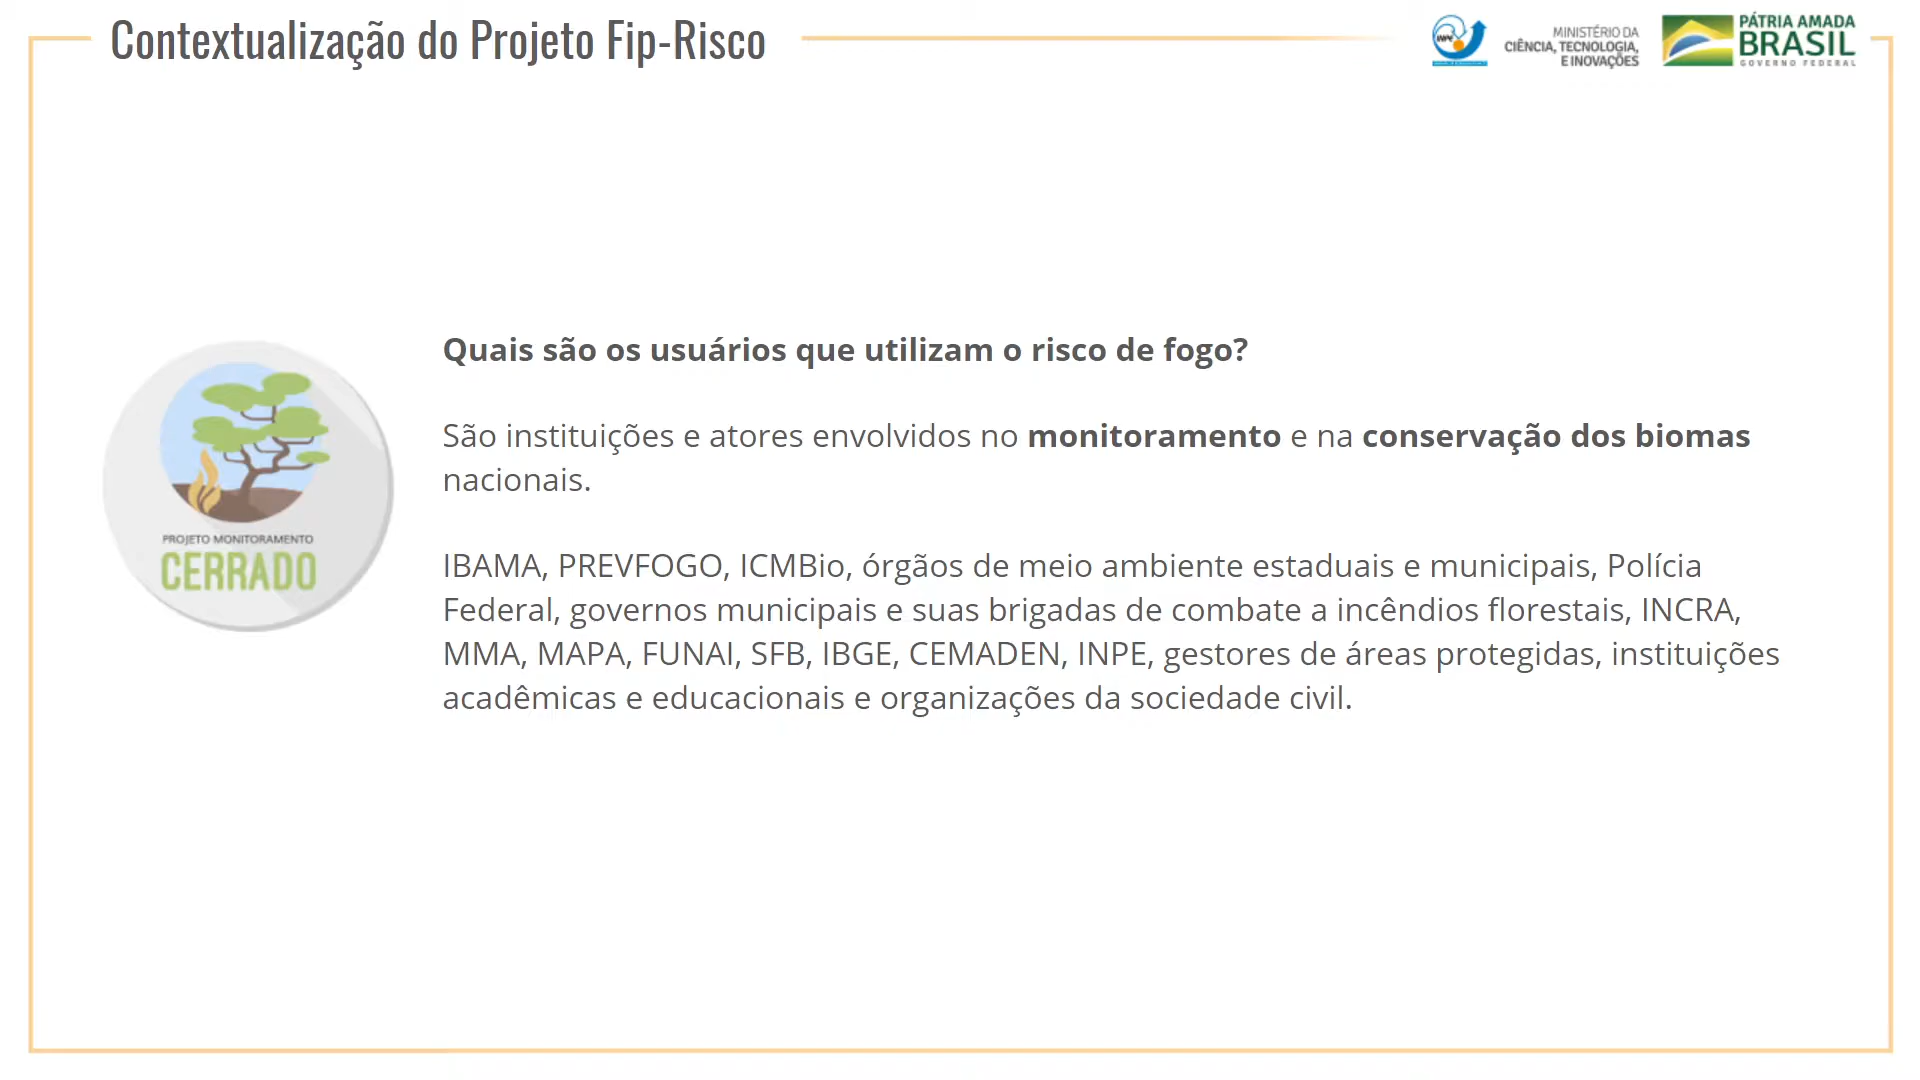 Contextualização do Projeto Fip-Risco
INPE
MINISTÉRIO DA
CIÊNCIA, TECNOLOGIA,
E INOVAÇÕES
PÁTRIA AMADA
BRASIL
GOVERNO FEDERAL
Quais são os usuários que utilizam o risco de fogo?
São instituições e atores envolvidos no monitoramento e na conservação dos biomas
nacionais.
PROJETO MONITORAMENTO
CERRADO
IBAMA, PREVFOGO, ICMBio, órgãos de meio ambiente estaduais e municipais, Polícia
Federal, governos municipais e suas brigadas de combate a incêndios florestais, INCRA,
MMA, MAPA, FUNAI, SFB, IBGE, CEMADEN, INPE, gestores de áreas protegidas, instituições
acadêmicas e educacionais e organizações da sociedade civil.